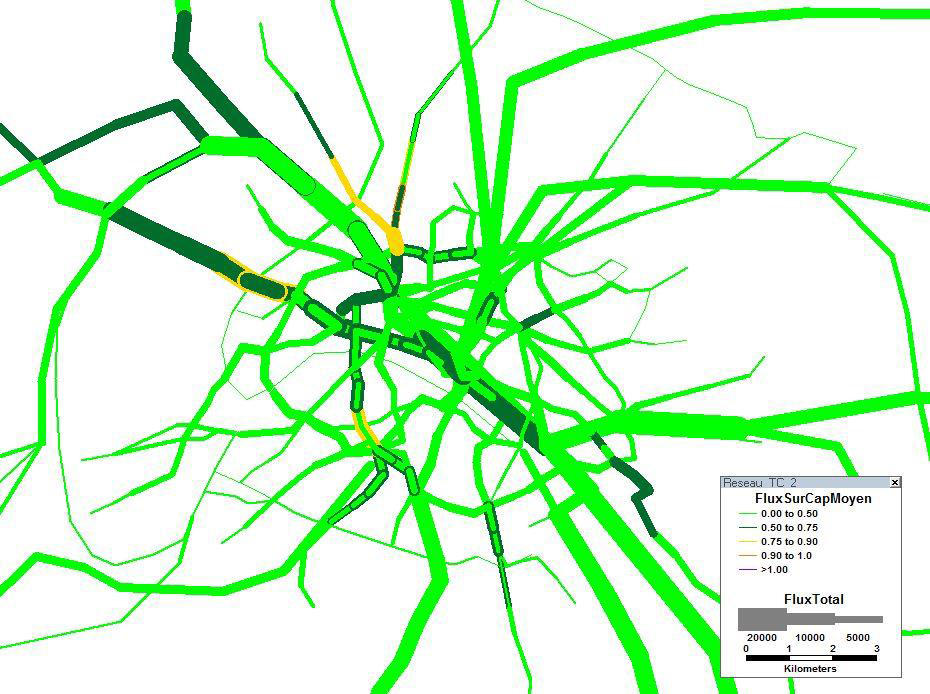 Reseau_TC_2
FluxSurCapMoyen
0.00 to 0.50
0.50 to 0.75
0.75 to 0.90
0.90 to 1.0
>1.00
FluxTotal
20000 10000 5000
0 1 2 3
Kilometers